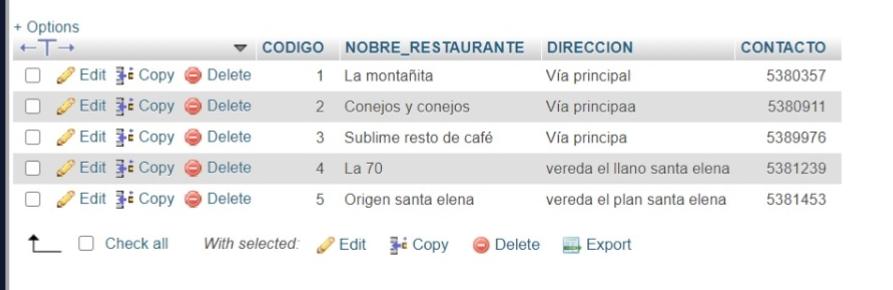 + Options
←T→ CODIGO NOBRE_RESTAURANTE DIRECCION CONTACTO
Edit Copy Delete 1 La montañita Vía principal 5380357
Edit Copy Delete 2 Conejos y conejos Vía principaa 5380911
Edit Copy Delete 3 Sublime resto de café Vía principa 5389976
Edit Copy Delete 4 La 70 vereda el llano santa elena 5381239
Edit Copy Delete 5 Origen santa elena vereda el plan santa elena 5381453
Check all With selected: Edit Copy Delete Export